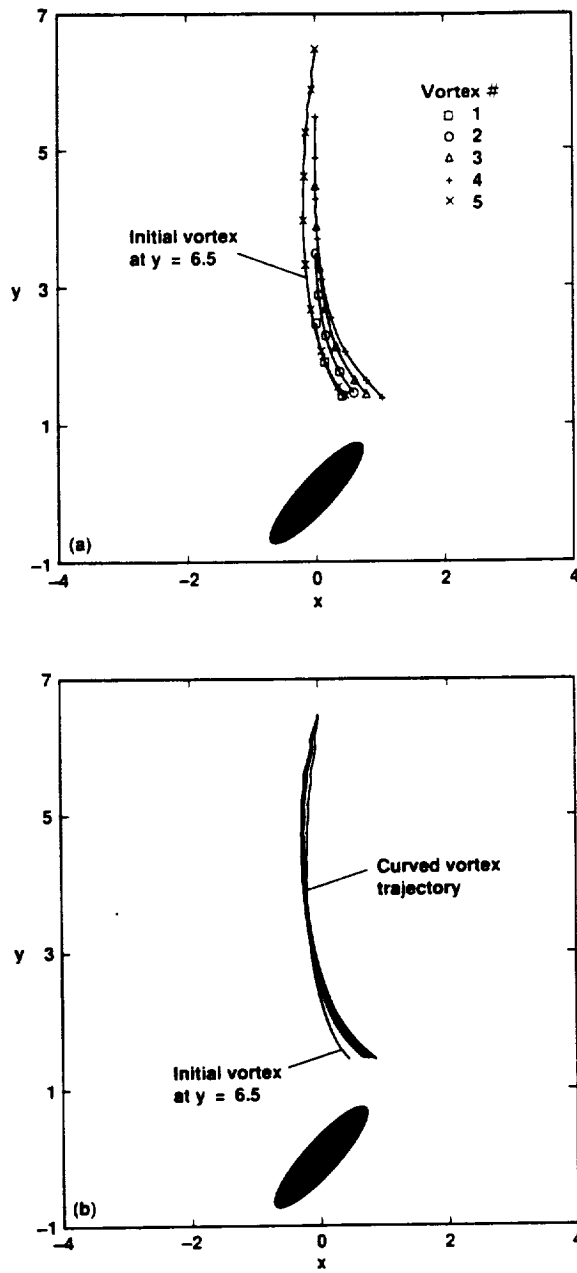 7
5
3
1
−1
y
−4
−2
0
2
4
x
Vortex #
1
2
3
4
5
Initial vortex
at y = 6.5
(a)
7
5
3
1
−1
y
−4
−2
0
2
4
x
Curved vortex
trajectory
Initial vortex
at y = 6.5
(b)